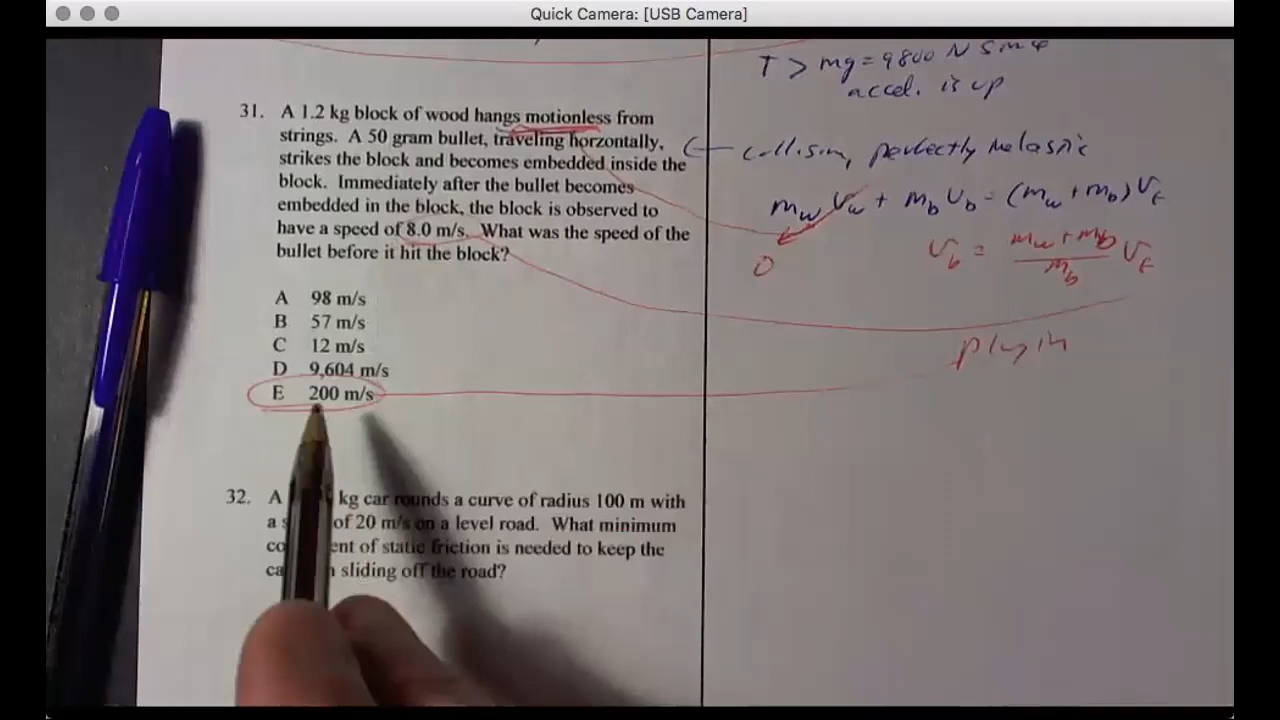 Quick Camera: [USB Camera]
31. A 1.2 kg block of wood hangs motionless from
strings. A 50 gram bullet, traveling horzontally,
strikes the block and becomes embedded inside the
block. Immediately after the bullet becomes
embedded in the block, the block is observed to
have a speed of 8.0 m/s. What was the speed of the
bullet before it hit the block?
A 98 m/s
B 57 m/s
C 12 m/s
D 9,604 m/s
E 200 m/s
32. A kg car rounds a curve of radius 100 m with
a of 20 m/s on a level road. What minimum
of static friction is needed to keep the
sliding off the road?
T > mg = 9800 N
accel. is up
collision, perfectly inelastic
m_w v_w + m_b v_b = (m_w + m_b) v_f
0
v_b = (m_w + m_b)/m_b v_f
plug in